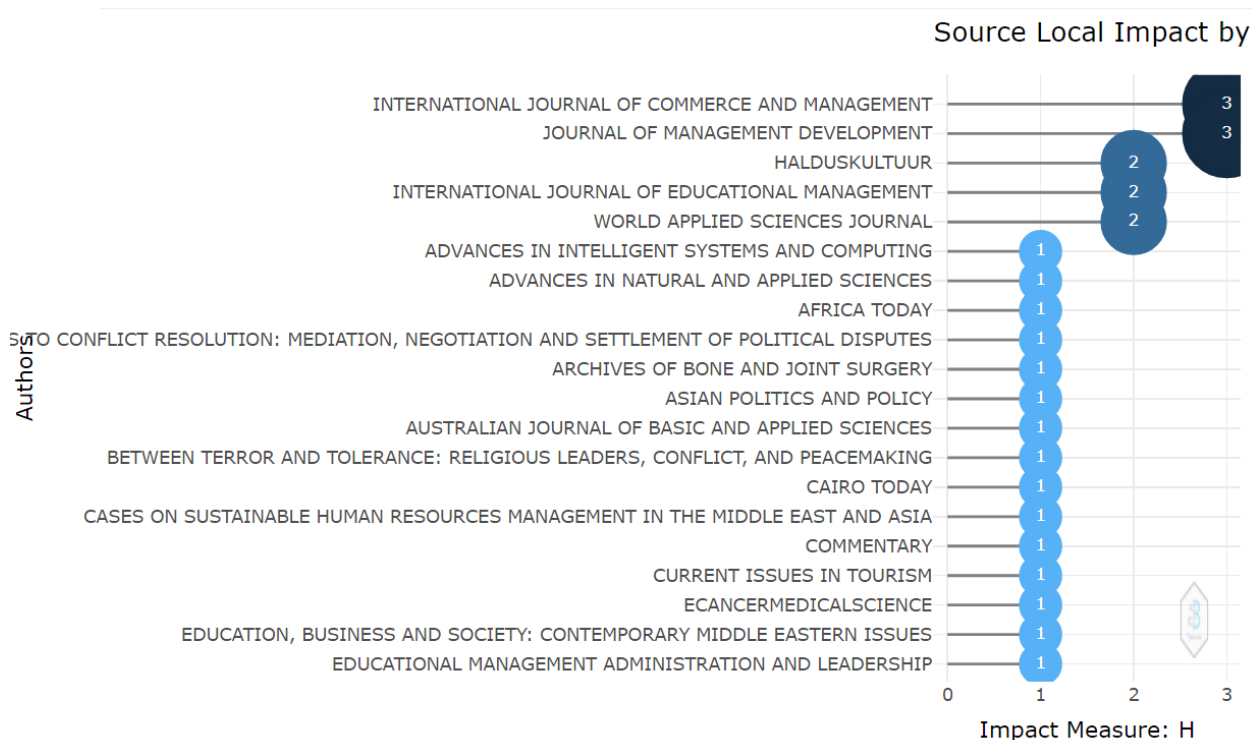 Source Local Impact by
INTERNATIONAL JOURNAL OF COMMERCE AND MANAGEMENT 3
JOURNAL OF MANAGEMENT DEVELOPMENT 3
HALDUSKULTUUR 2
INTERNATIONAL JOURNAL OF EDUCATIONAL MANAGEMENT 2
WORLD APPLIED SCIENCES JOURNAL 2
ADVANCES IN INTELLIGENT SYSTEMS AND COMPUTING 1
ADVANCES IN NATURAL AND APPLIED SCIENCES 1
AFRICA TODAY 1
S TO CONFLICT RESOLUTION: MEDIATION, NEGOTIATION AND SETTLEMENT OF POLITICAL DISPUTES 1
ARCHIVES OF BONE AND JOINT SURGERY 1
ASIAN POLITICS AND POLICY 1
AUSTRALIAN JOURNAL OF BASIC AND APPLIED SCIENCES 1
BETWEEN TERROR AND TOLERANCE: RELIGIOUS LEADERS, CONFLICT, AND PEACEMAKING 1
CAIRO TODAY 1
CASES ON SUSTAINABLE HUMAN RESOURCES MANAGEMENT IN THE MIDDLE EAST AND ASIA 1
COMMENTARY 1
CURRENT ISSUES IN TOURISM 1
ECANCERMEDICALSCIENCE 1
EDUCATION, BUSINESS AND SOCIETY: CONTEMPORARY MIDDLE EASTERN ISSUES 1
EDUCATIONAL MANAGEMENT ADMINISTRATION AND LEADERSHIP 1
Authors
0 1 2 3
Impact Measure: H